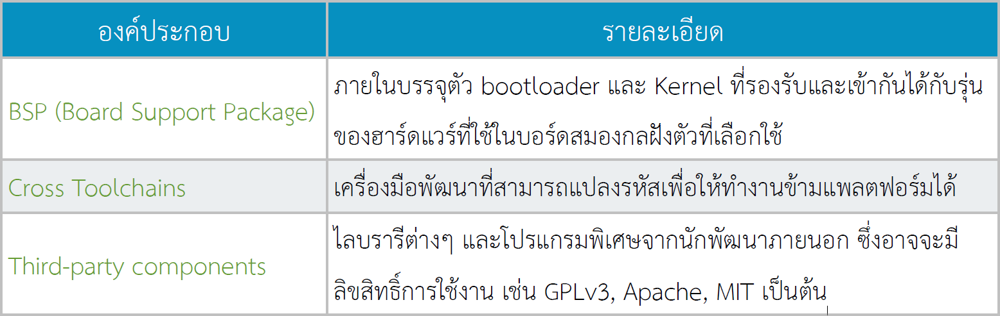 องค์ประกอบ
รายละเอียด
BSP (Board Support Package)
ภายในบรรจุตัว bootloader และ Kernel ที่รองรับและเข้ากันได้กับรุ่น
ของฮาร์ดแวร์ที่ใช้ในบอร์ดสมองกลฝังตัวที่เลือกใช้
Cross Toolchains
เครื่องมือพัฒนาที่สามารถแปลงรหัสเพื่อให้ทำงานข้ามแพลตฟอร์มได้
Third-party components
ไลบรารีต่างๆ และโปรแกรมพิเศษจากนักพัฒนาภายนอก ซึ่งอาจจะมี
ลิขสิทธิ์การใช้งาน เช่น GPLv3, Apache, MIT เป็นต้น